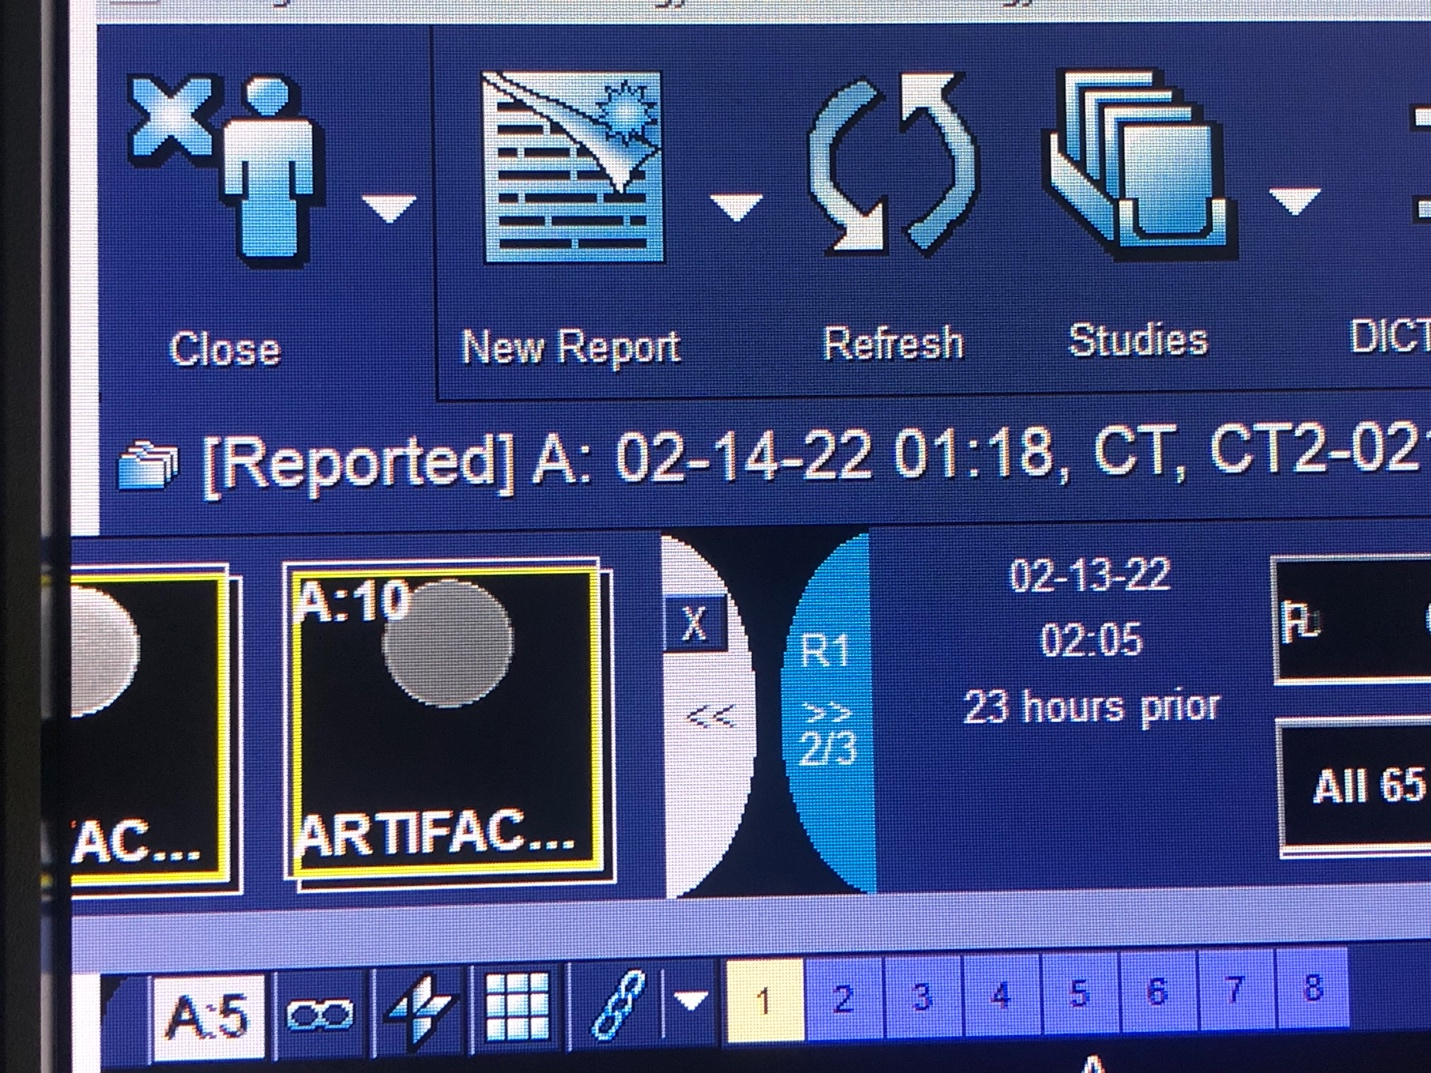 Close
New Report
Refresh
Studies
[Reported] A: 02-14-22 01:18, CT, CT2-02
A:10
AC...
ARTIFAC...
X
<<
R1
>>
2/3
02-13-22
02:05
23 hours prior
R
All 65
A:5
1 2 3 4 5 6 7 8
A